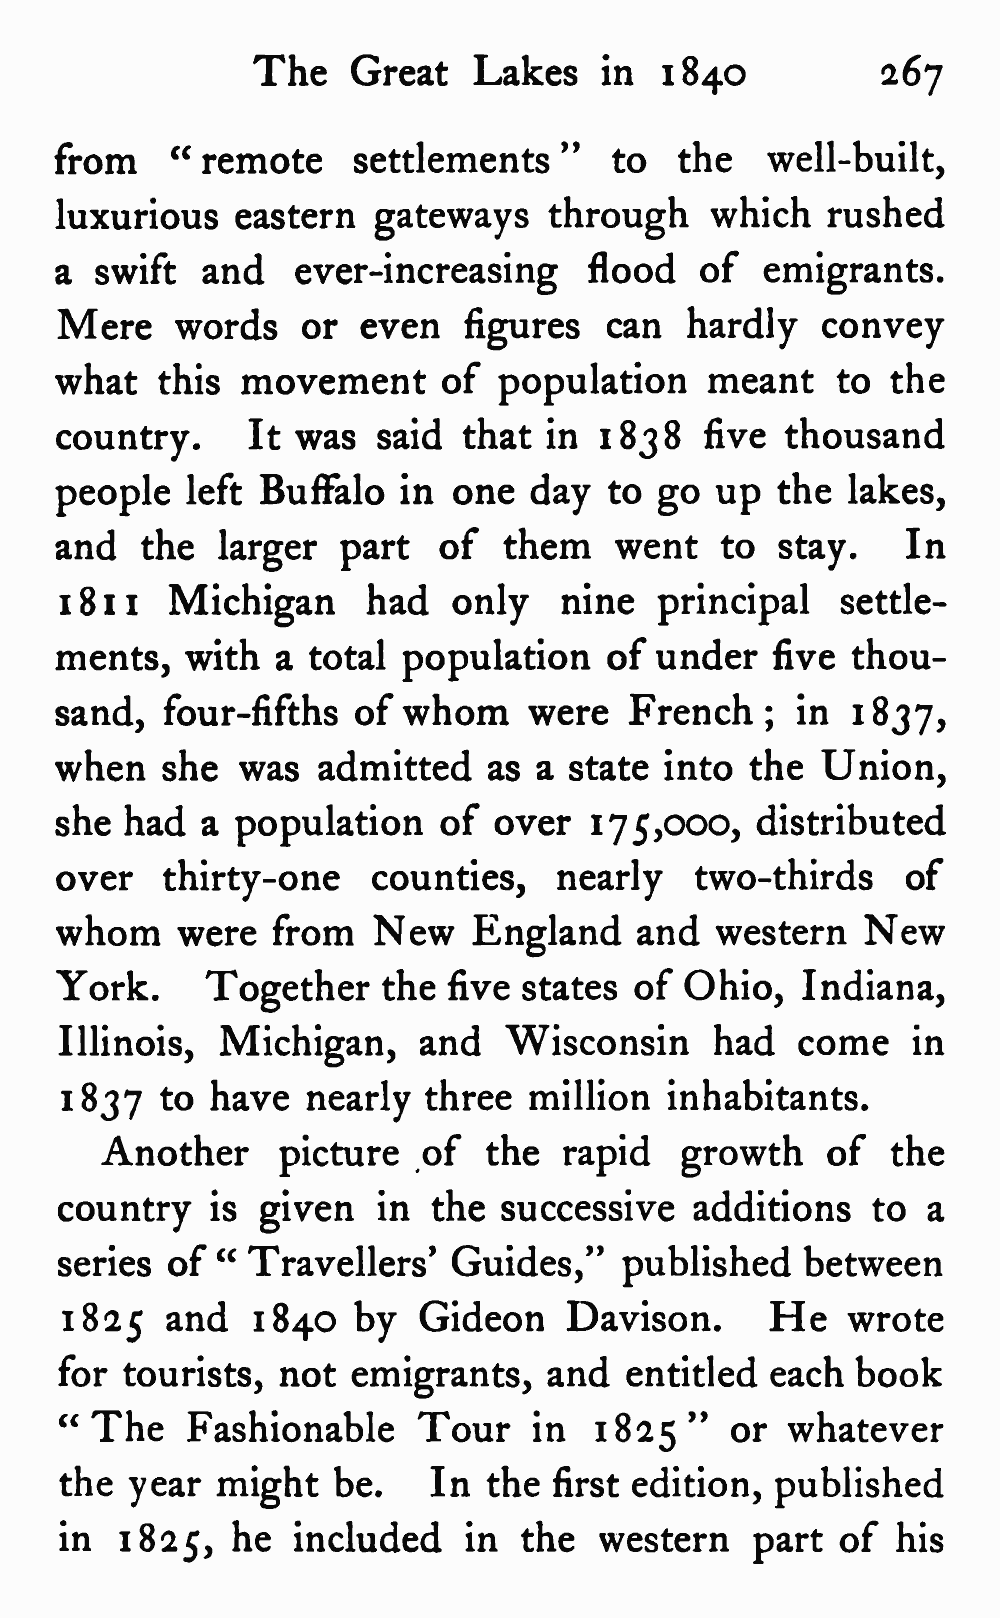 The Great Lakes in 1840 267
from “ remote settlements ” to the well-built,
luxurious eastern gateways through which rushed
a swift and ever-increasing flood of emigrants.
Mere words or even figures can hardly convey
what this movement of population meant to the
country. It was said that in 1838 five thousand
people left Buffalo in one day to go up the lakes,
and the larger part of them went to stay. In
1811 Michigan had only nine principal settle-
ments, with a total population of under five thou-
sand, four-fifths of whom were French ; in 1837,
when she was admitted as a state into the Union,
she had a population of over 175,000, distributed
over thirty-one counties, nearly two-thirds of
whom were from New England and western New
York. Together the five states of Ohio, Indiana,
Illinois, Michigan, and Wisconsin had come in
1837 to have nearly three million inhabitants.
Another picture of the rapid growth of the
country is given in the successive additions to a
series of “ Travellers’ Guides,” published between
1825 and 1840 by Gideon Davison. He wrote
for tourists, not emigrants, and entitled each book
“ The Fashionable Tour in 1825 ” or whatever
the year might be. In the first edition, published
in 1825, he included in the western part of his